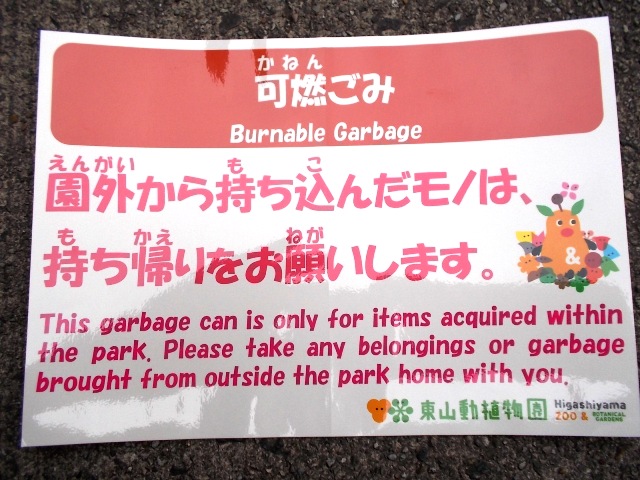 かねん
可燃ごみ
Burnable Garbage
えんがい も こ
園外から持ち込んだモノは、
も かえ ねが
持ち帰りをお願いします。
&
This garbage can is only for items acquired within
the park. Please take any belongings or garbage
brought from outside the park home with you.
東山動植物園 Higashiyama
ZOO & BOTANICAL
GARDENS